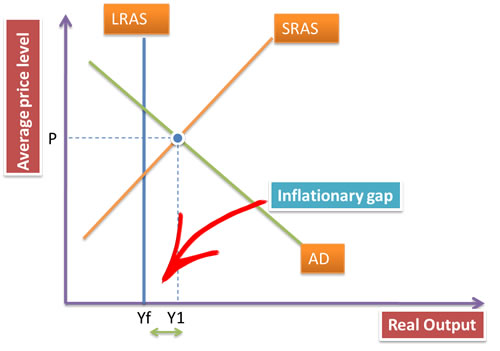 LRAS
SRAS
Average price level
P
Inflationary gap
AD
Yf Y1
Real Output